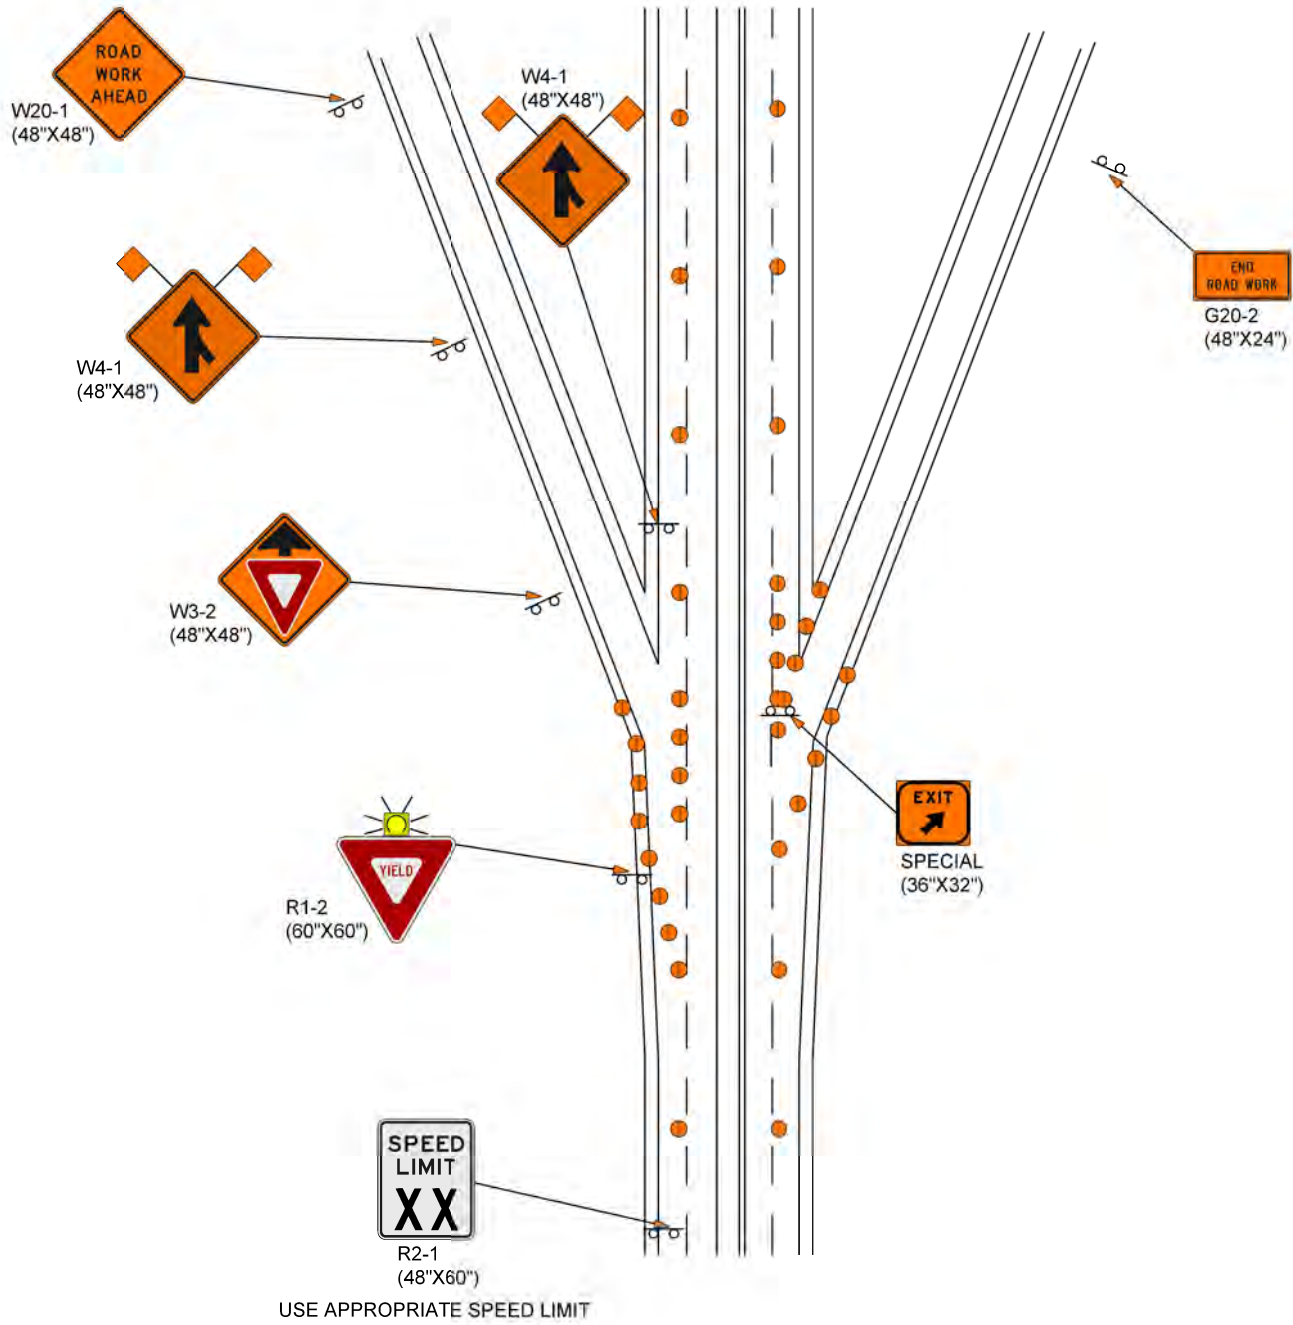 ROAD
WORK
AHEAD
W20-1
(48"X48")
W4-1
(48"X48")
W4-1
(48"X48")
END
ROAD WORK
G20-2
(48"X24")
W3-2
(48"X48")
EXIT
SPECIAL
(36"X32")
YIELD
R1-2
(60"X60")
SPEED
LIMIT
XX
R2-1
(48"X60")
USE APPROPRIATE SPEED LIMIT